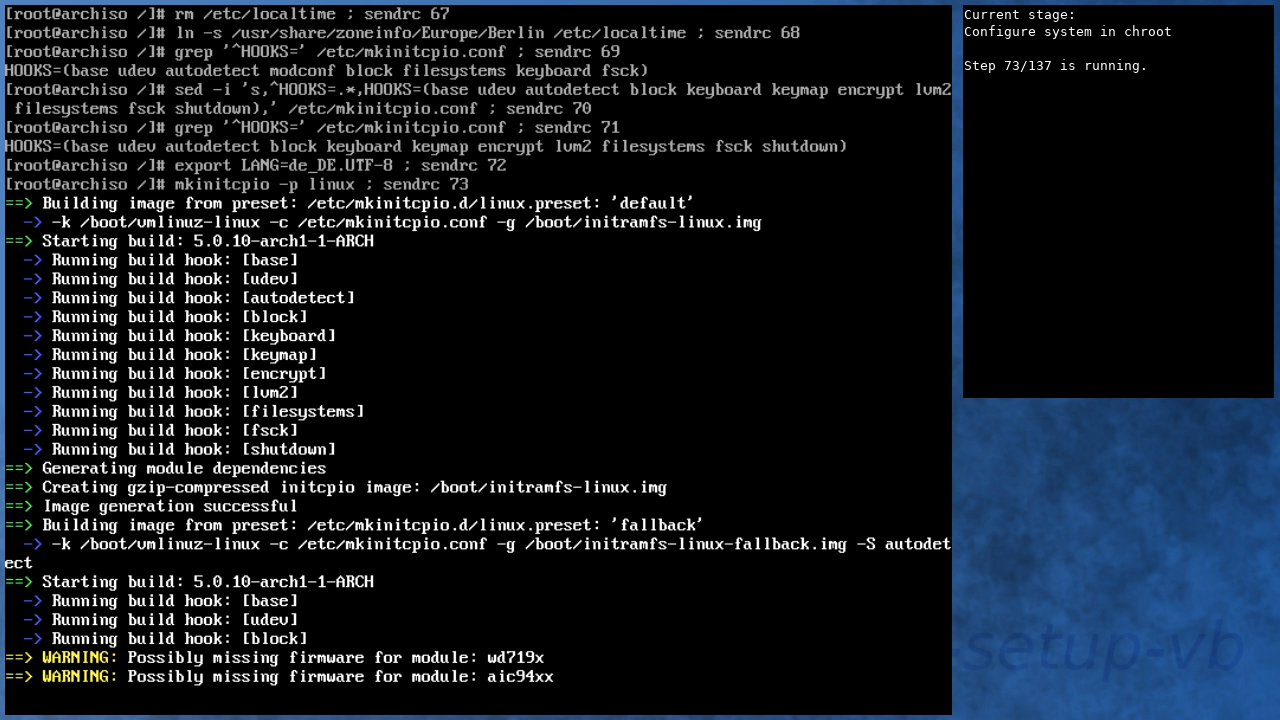 [root@archiso /]# rm /etc/localtime ; sendrc 67
[root@archiso /]# ln -s /usr/share/zoneinfo/Europe/Berlin /etc/localtime ; sendrc 68
[root@archiso /]# grep '^HOOKS=' /etc/mkinitcpio.conf ; sendrc 69
HOOKS=(base udev autodetect modconf block filesystems keyboard fsck)
[root@archiso /]# sed -i 's,^HOOKS=.*,HOOKS=(base udev autodetect block keyboard keymap encrypt lvm2
 filesystems fsck shutdown),' /etc/mkinitcpio.conf ; sendrc 70
[root@archiso /]# grep '^HOOKS=' /etc/mkinitcpio.conf ; sendrc 71
HOOKS=(base udev autodetect block keyboard keymap encrypt lvm2 filesystems fsck shutdown)
[root@archiso /]# export LANG=de_DE.UTF-8 ; sendrc 72
[root@archiso /]# mkinitcpio -p linux ; sendrc 73
==> Building image from preset: /etc/mkinitcpio.d/linux.preset: 'default'
  -> -k /boot/vmlinuz-linux -c /etc/mkinitcpio.conf -g /boot/initramfs-linux.img
==> Starting build: 5.0.10-arch1-1-ARCH
  -> Running build hook: [base]
  -> Running build hook: [udev]
  -> Running build hook: [autodetect]
  -> Running build hook: [block]
  -> Running build hook: [keyboard]
  -> Running build hook: [keymap]
  -> Running build hook: [encrypt]
  -> Running build hook: [lvm2]
  -> Running build hook: [filesystems]
  -> Running build hook: [fsck]
  -> Running build hook: [shutdown]
==> Generating module dependencies
==> Creating gzip-compressed initcpio image: /boot/initramfs-linux.img
==> Image generation successful
==> Building image from preset: /etc/mkinitcpio.d/linux.preset: 'fallback'
  -> -k /boot/vmlinuz-linux -c /etc/mkinitcpio.conf -g /boot/initramfs-linux-fallback.img -S autodet
ect
==> Starting build: 5.0.10-arch1-1-ARCH
  -> Running build hook: [base]
  -> Running build hook: [udev]
  -> Running build hook: [block]
==> WARNING: Possibly missing firmware for module: wd719x
==> WARNING: Possibly missing firmware for module: aic94xx
Current stage:
Configure system in chroot
Step 73/137 is running.
-setup-vb